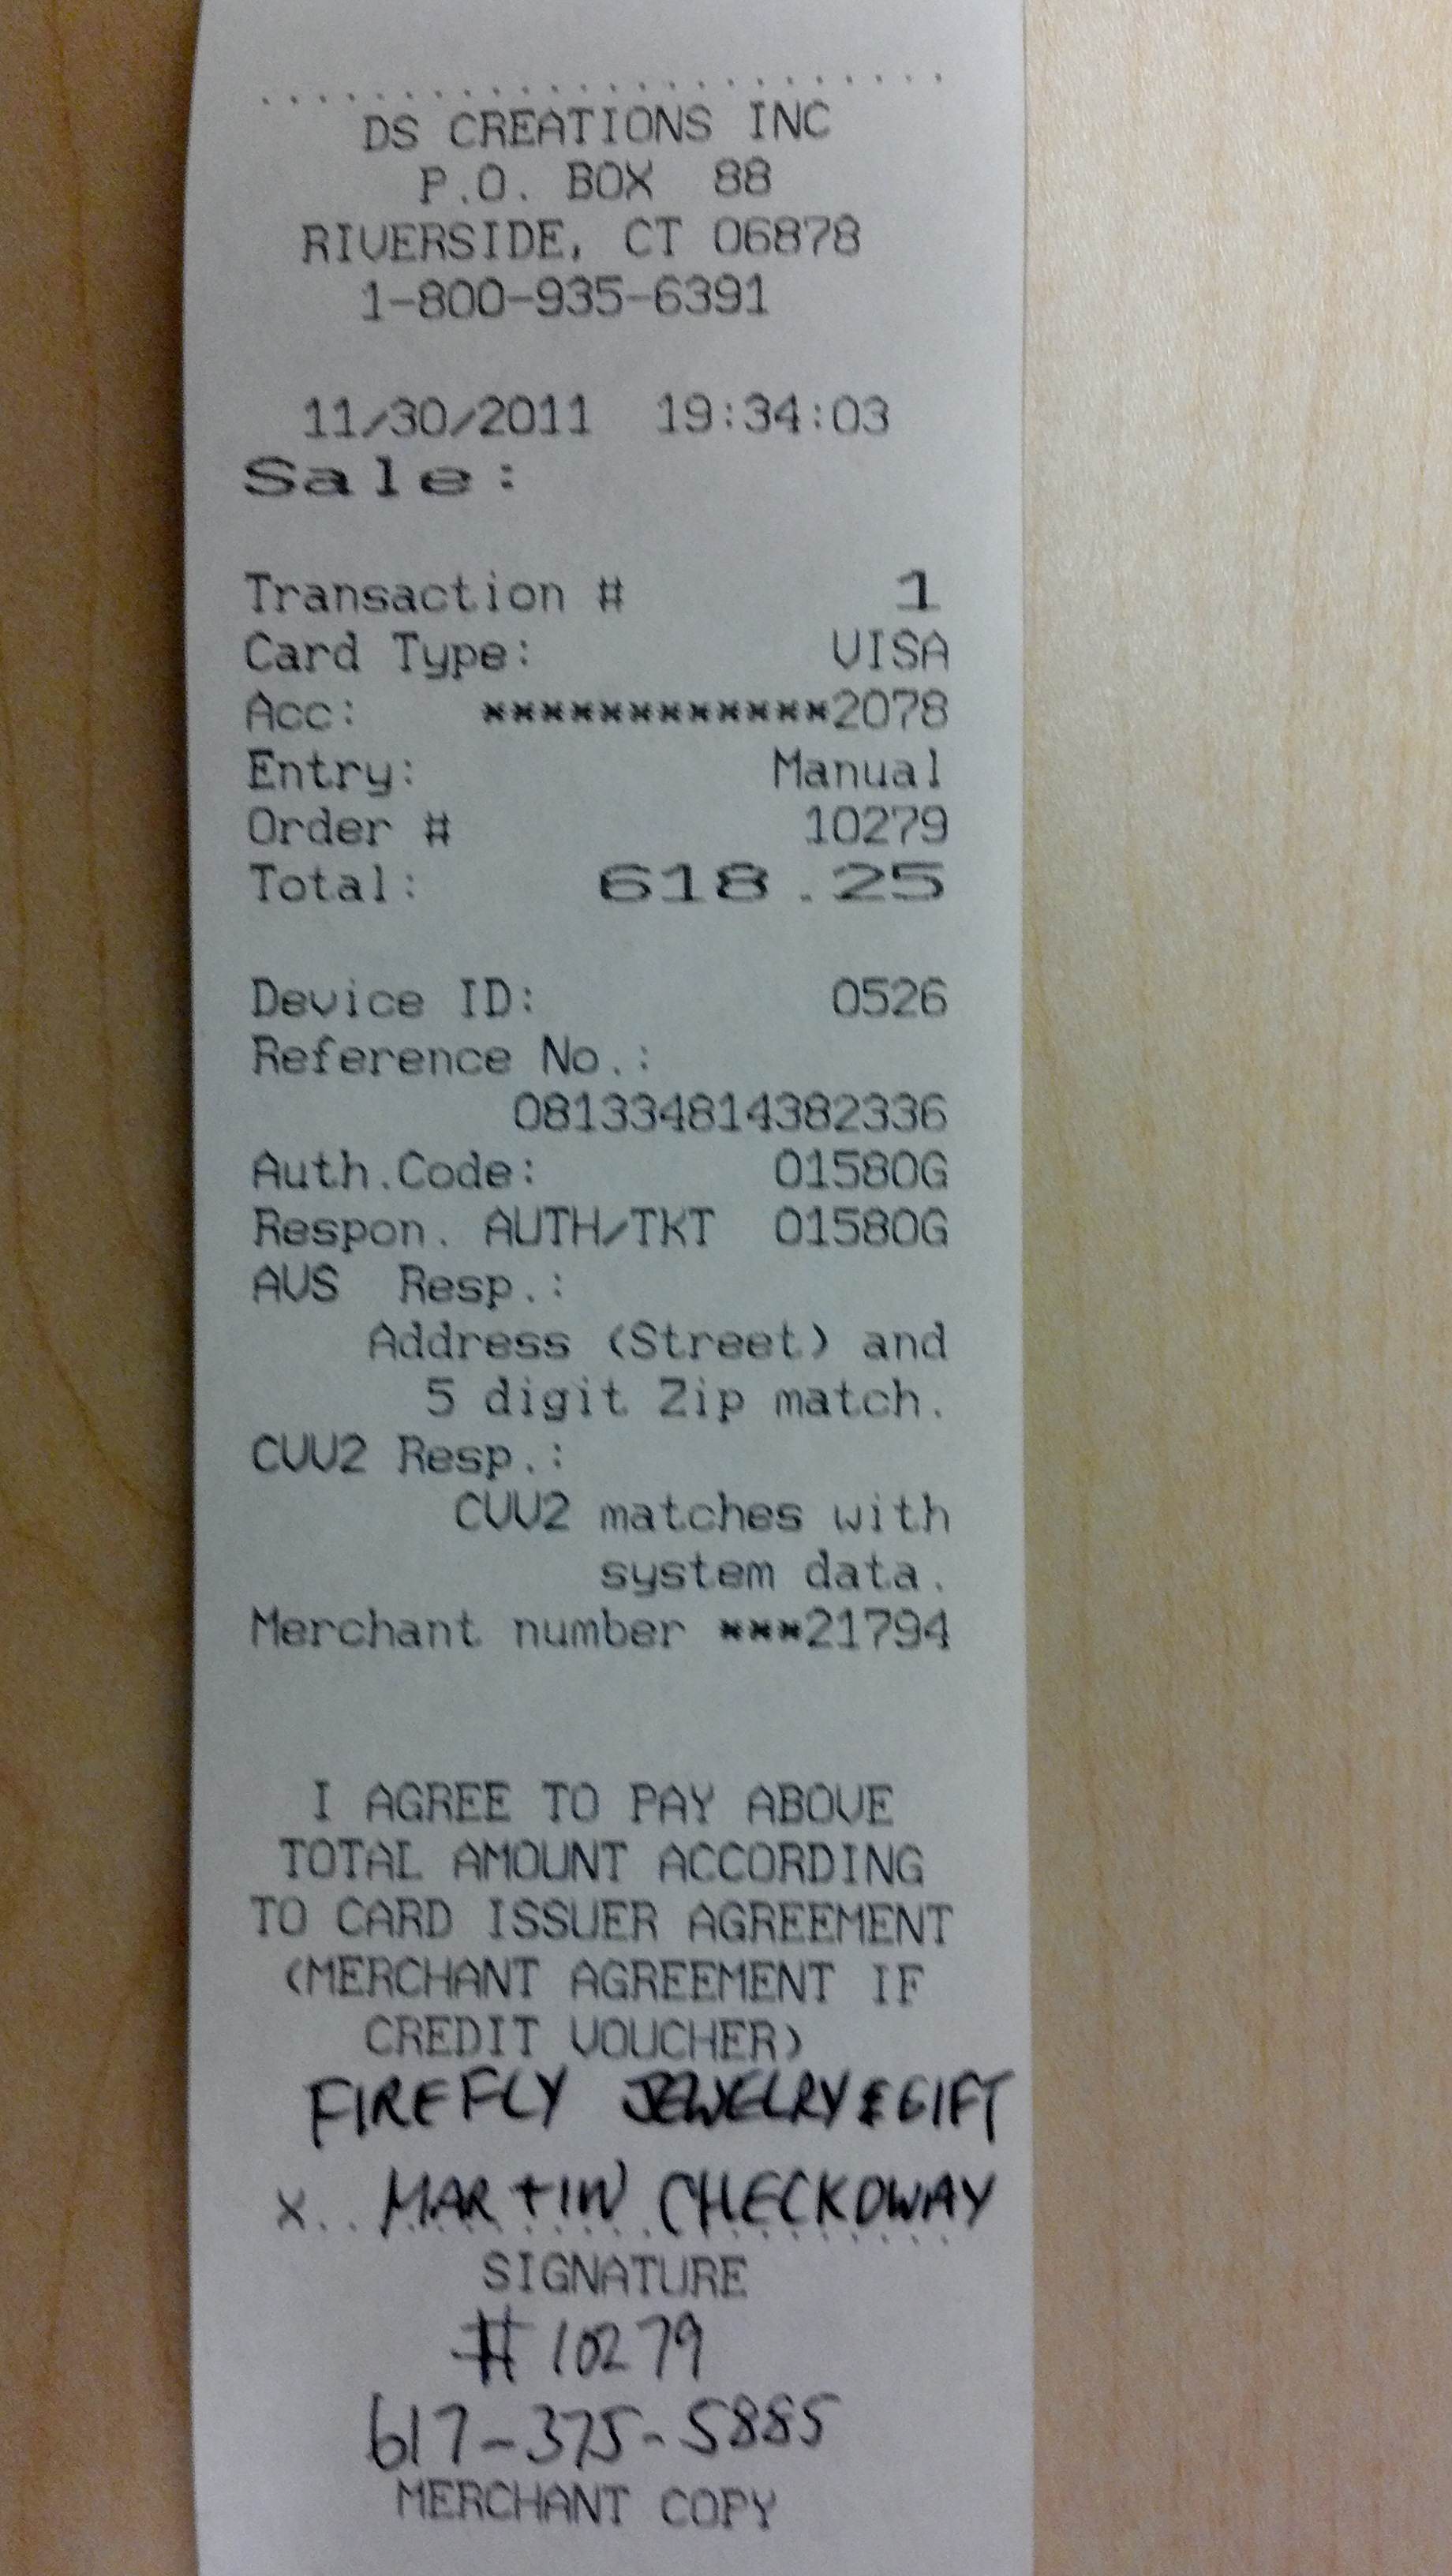 DS CREATIONS INC
P.O. BOX 88
RIVERSIDE, CT 06878
1-800-935-6391
11/30/2011 19:34:03
Sale:
Transaction # 1
Card Type: VISA
Acc: ************2078
Entry: Manual
Order # 10279
Total: 618.25
Device ID: 0526
Reference No.:
081334814382336
Auth.Code: 01580G
Respon. AUTH/TKT 01580G
AVS Resp.:
Address (Street) and
5 digit Zip match.
CVV2 Resp.:
CVV2 matches with
system data.
Merchant number ***21794
I AGREE TO PAY ABOVE
TOTAL AMOUNT ACCORDING
TO CARD ISSUER AGREEMENT
(MERCHANT AGREEMENT IF
CREDIT VOUCHER)
FIREFLY JEWELRY & GIFT
X.. MARTIN CHECKOWAY
SIGNATURE
# 10279
617-375-5885
MERCHANT COPY